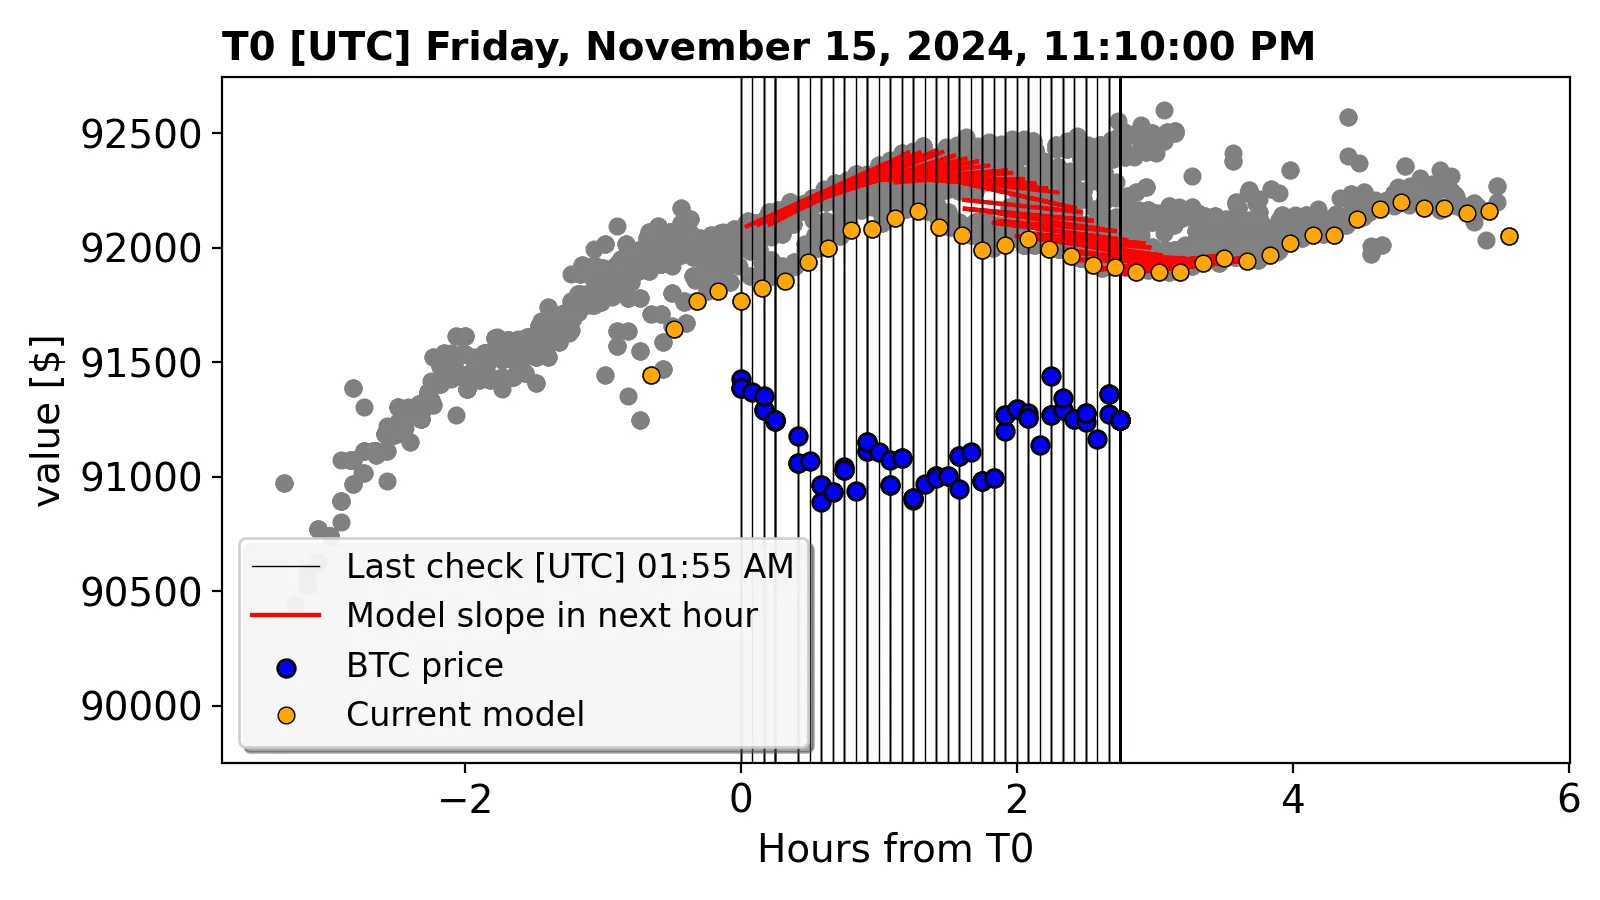 T0 [UTC] Friday, November 15, 2024, 11:10:00 PM
value [$]
92500
92000
91500
91000
90500
90000
Last check [UTC] 01:55 AM
Model slope in next hour
BTC price
Current model
−2
0
2
4
6
Hours from T0